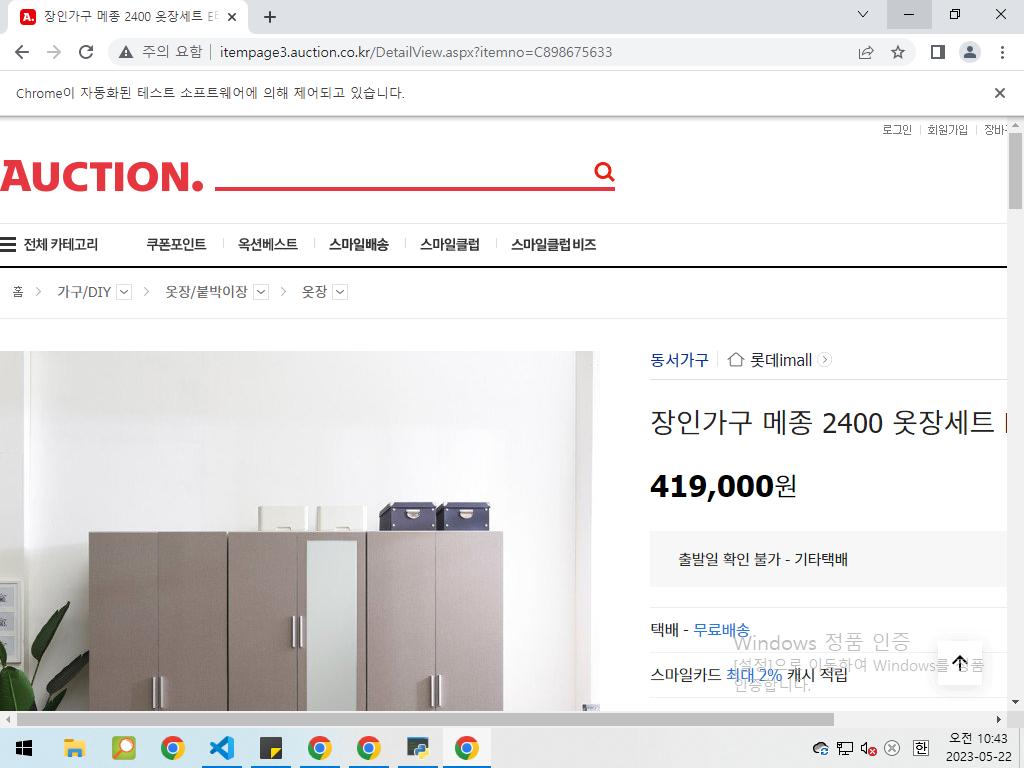 장인가구 메종 2400 옷장세트
주의 요함 itempage3.auction.co.kr/DetailView.aspx?itemno=C898675633
Chrome이 자동화된 테스트 소프트웨어에 의해 제어되고 있습니다.
로그인 회원가입
AUCTION.
전체 카테고리 쿠폰포인트 옥션베스트 스마일배송 스마일클럽 스마일클럽 비즈
홈 가구/DIY 옷장/붙박이장 옷장
동서가구 롯데imall
장인가구 메종 2400 옷장세트
419,000원
출발일 확인 불가 - 기타택배
택배 - 무료배송
Windows 정품 인증
[설정]으로 이동하여 Windows를 정품
인증합니다.
스마일카드 최대 2% 캐시 적립
한
오전 10:43
2023-05-22